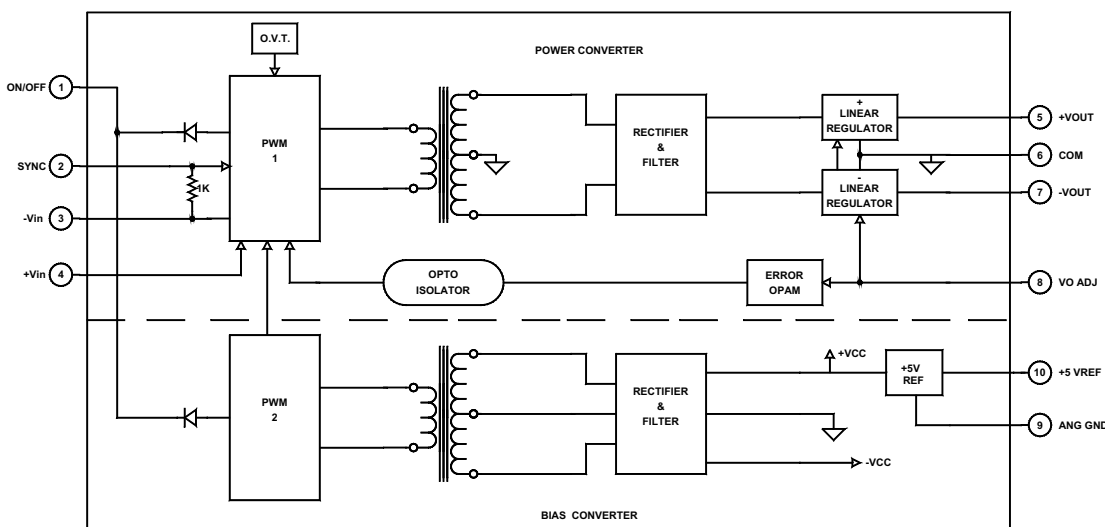 O.V.T.
POWER CONVERTER
ON/OFF
1
PWM
1
RECTIFIER
&
FILTER
+
LINEAR
REGULATOR
5
+VOUT
SYNC
2
1K
6
COM
-
LINEAR
REGULATOR
7
-VOUT
-Vin
3
+Vin
4
OPTO
ISOLATOR
ERROR
OPAM
8
VO ADJ
PWM
2
RECTIFIER
&
FILTER
+VCC
+5V
REF
10
+5 VREF
9
ANG GND
-VCC
BIAS CONVERTER